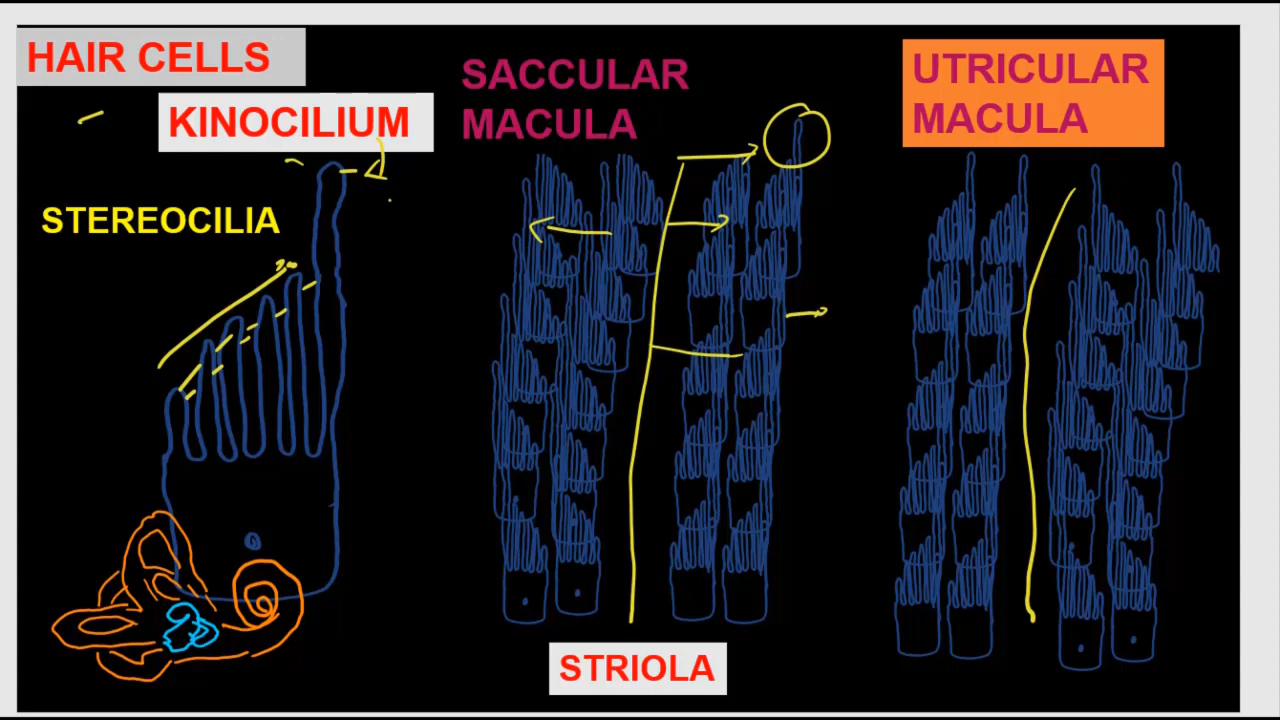 HAIR CELLS
KINOCILIUM
STEREOCILIA
SACCULAR
MACULA
UTRICULAR
MACULA
STRIOLA